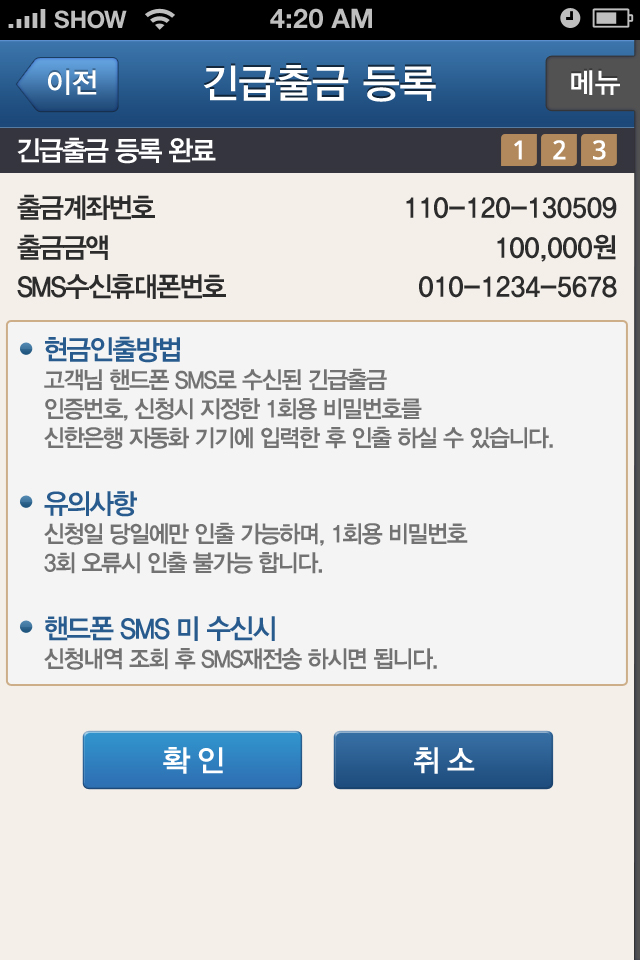 SHOW 4:20 AM
이전 긴급출금 등록 메뉴
긴급출금 등록 완료 1 2 3
출금계좌번호 110-120-130509
출금금액 100,000원
SMS수신휴대폰번호 010-1234-5678
현금인출방법
고객님 핸드폰 SMS로 수신된 긴급출금
인증번호, 신청시 지정한 1회용 비밀번호를
신한은행 자동화 기기에 입력한 후 인출 하실 수 있습니다.
유의사항
신청일 당일에만 인출 가능하며, 1회용 비밀번호
3회 오류시 인출 불가능 합니다.
핸드폰 SMS 미 수신시
신청내역 조회 후 SMS재전송 하시면 됩니다.
확인 취소